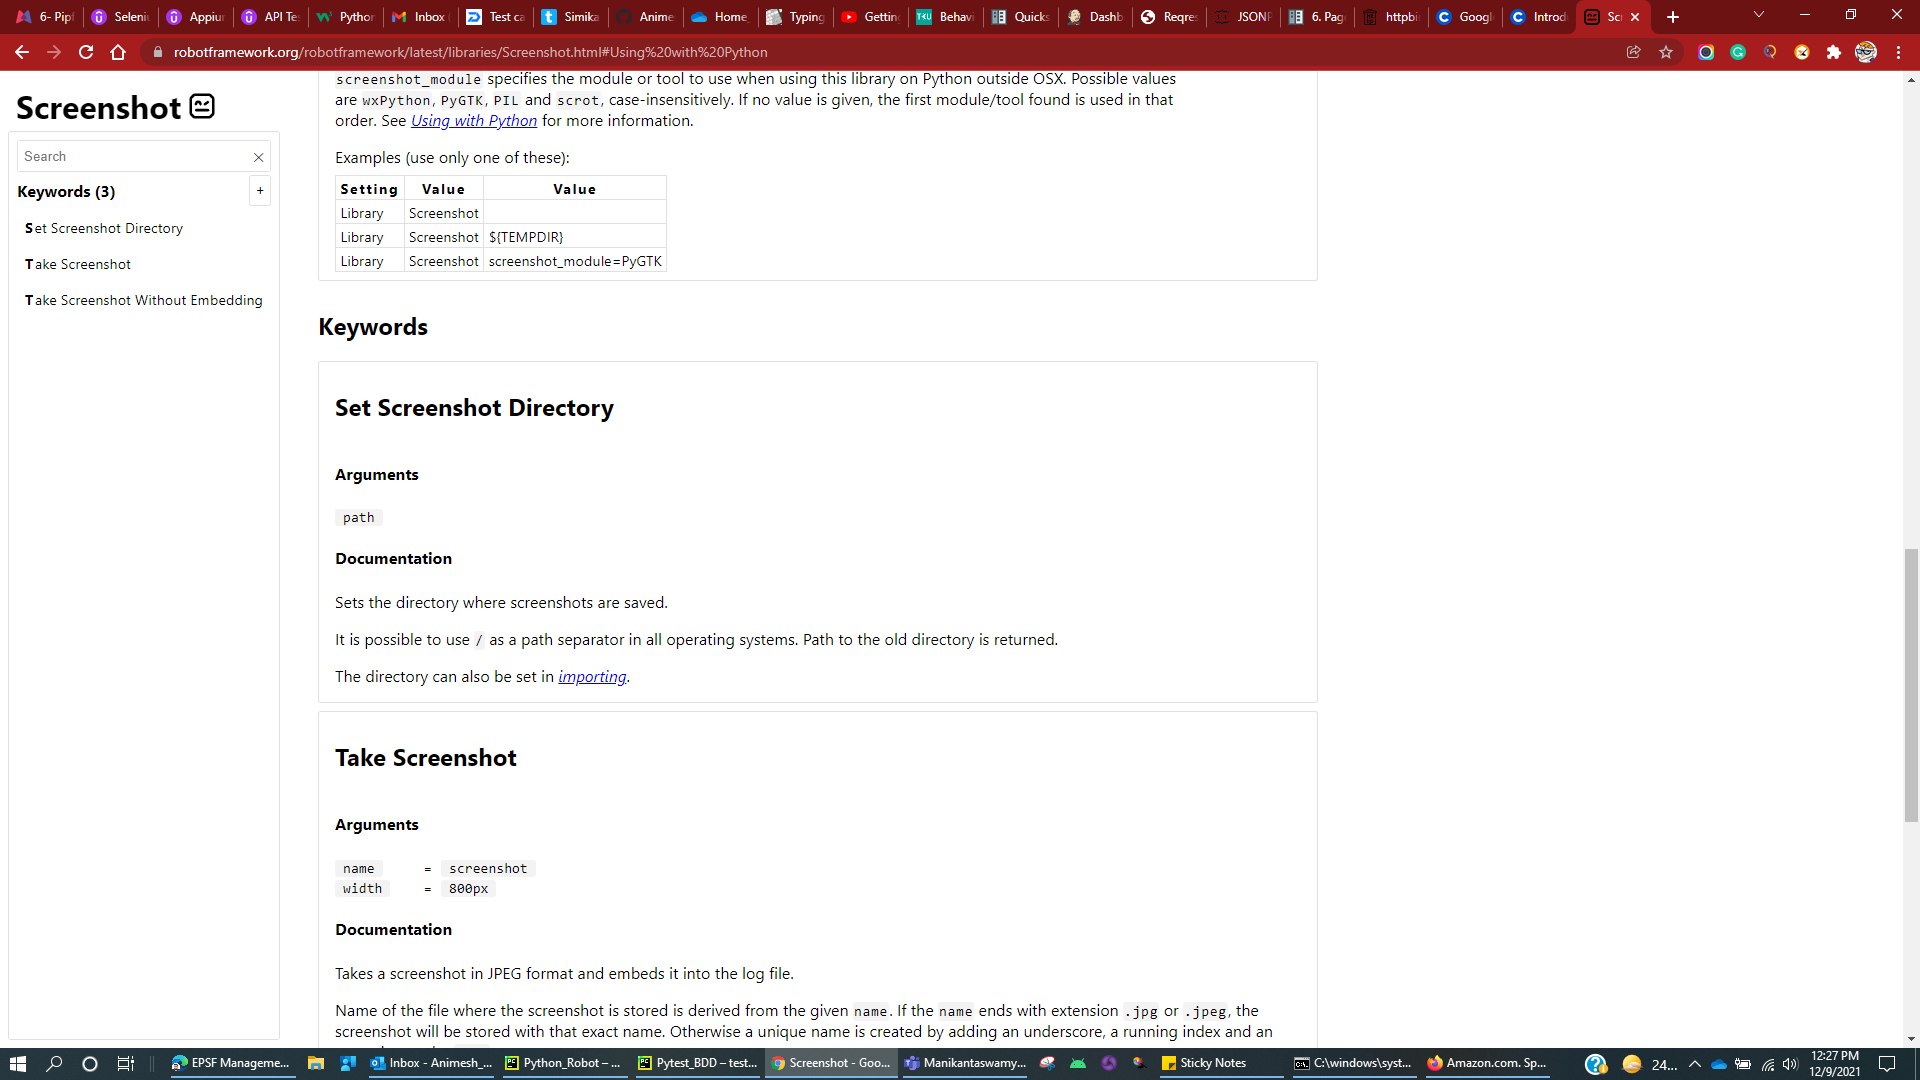 6- Pipf
Seleniu
Appium
API Tes
Python
Inbox (
Test ca
Simika
Anime
Home
Typing
Getting
Behavi
Quicks
Dashb
Reqres
JSONP
6. Page
httpbi
Google
Introd
Sc
robotframework.org/robotframework/latest/libraries/Screenshot.html#Using%20with%20Python
Screenshot
Search
Keywords (3)
+
Set Screenshot Directory
Take Screenshot
Take Screenshot Without Embedding
screenshot_module specifies the module or tool to use when using this library on Python outside OSX. Possible values
are wxPython, PyGTK, PIL and scrot, case-insensitively. If no value is given, the first module/tool found is used in that
order. See Using with Python for more information.
Examples (use only one of these):
Setting Value Value
Library Screenshot
Library Screenshot ${TEMPDIR}
Library Screenshot screenshot_module=PyGTK
Keywords
Set Screenshot Directory
Arguments
path
Documentation
Sets the directory where screenshots are saved.
It is possible to use / as a path separator in all operating systems. Path to the old directory is returned.
The directory can also be set in importing.
Take Screenshot
Arguments
name = screenshot
width = 800px
Documentation
Takes a screenshot in JPEG format and embeds it into the log file.
Name of the file where the screenshot is stored is derived from the given name. If the name ends with extension .jpg or .jpeg, the
screenshot will be stored with that exact name. Otherwise a unique name is created by adding an underscore, a running index and an
EPSF Manageme...
Inbox - Animesh_...
Python_Robot – ...
Pytest_BDD – test...
Screenshot - Goo...
Manikantaswamy...
Sticky Notes
C:\windows\syst...
Amazon.com. Sp...
24...
12:27 PM
12/9/2021